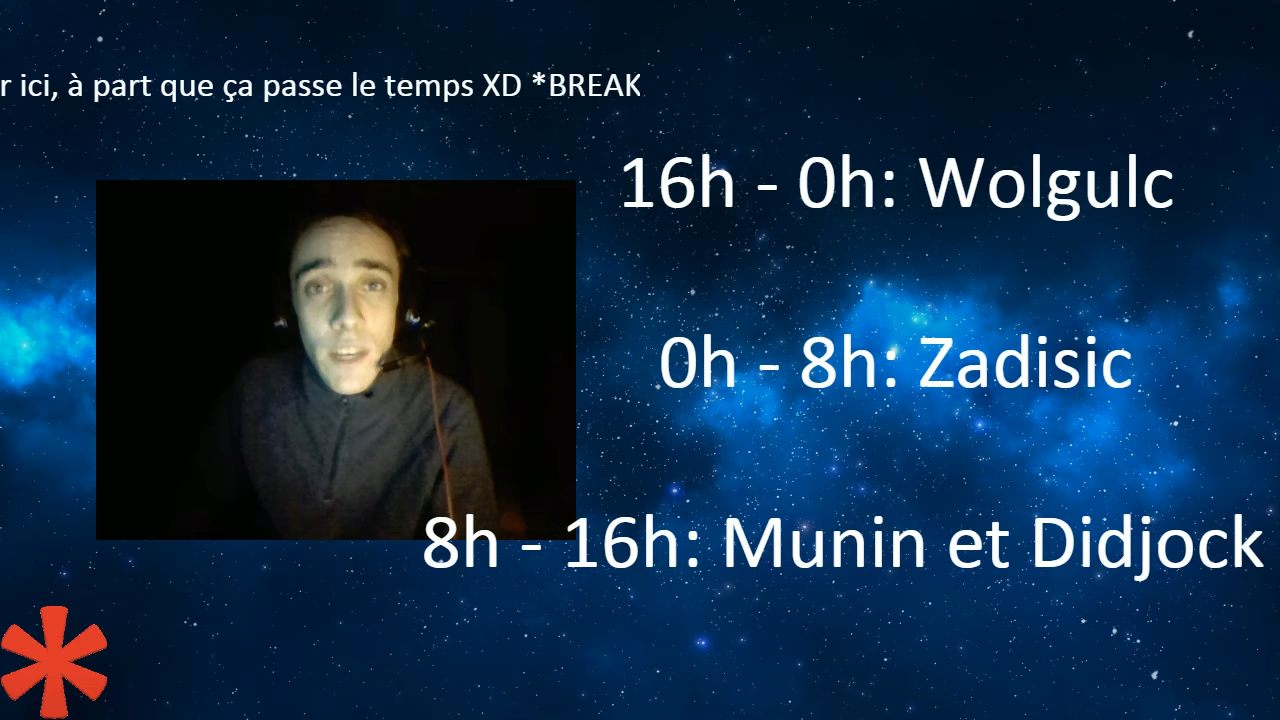 r ici, à part que ça passe le temps XD *BREAK
16h - 0h: Wolgulc
0h - 8h: Zadisic
8h - 16h: Munin et Didjock